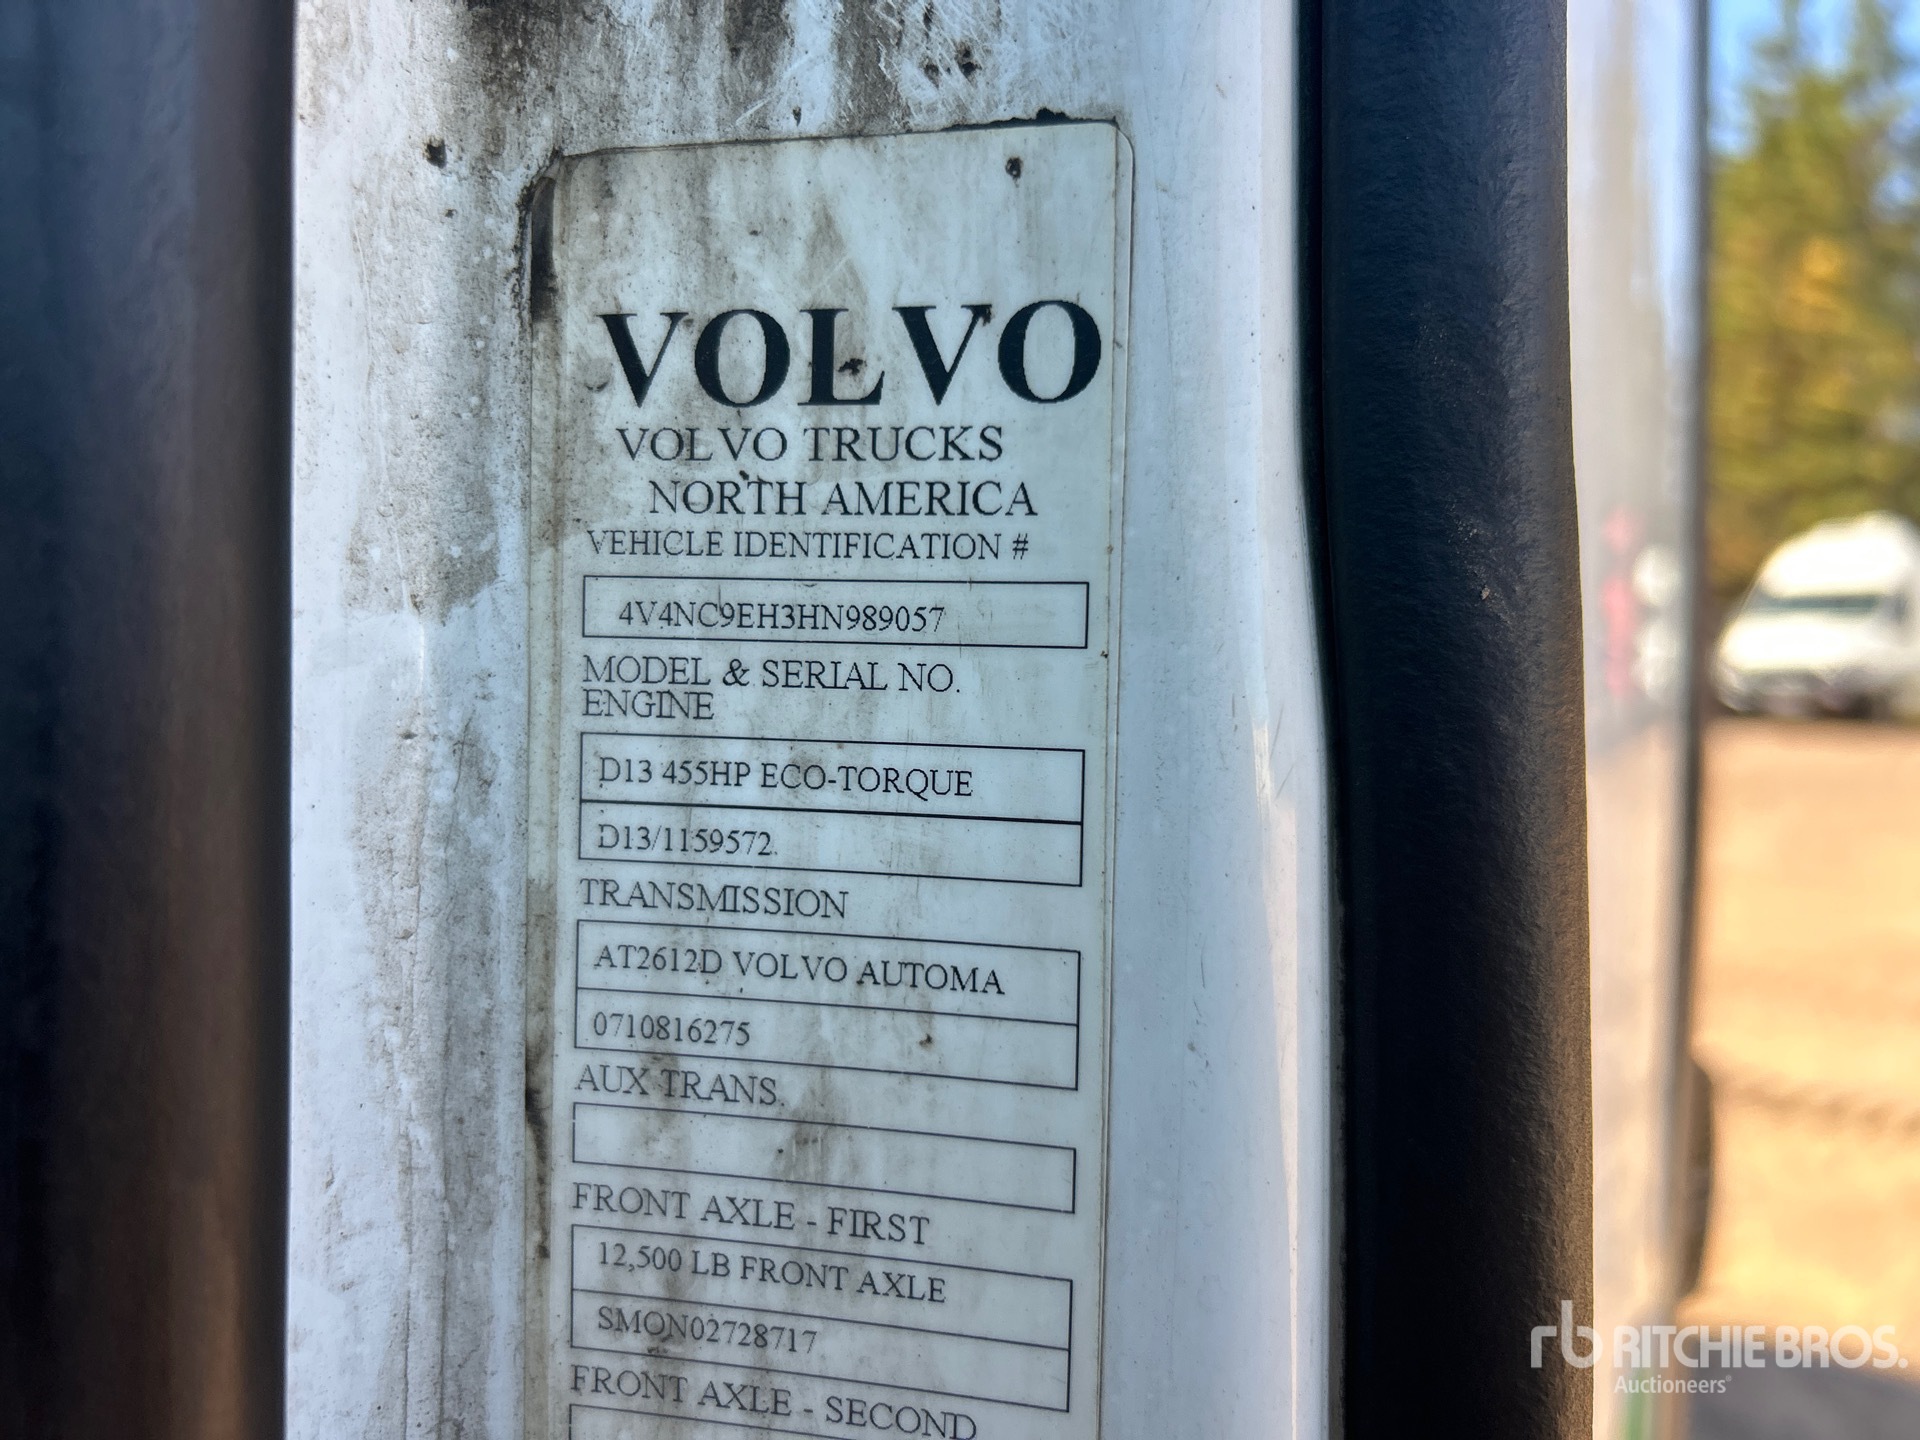 VOLVO
VOLVO TRUCKS
NORTH AMERICA
VEHICLE IDENTIFICATION #
4V4NC9EH3HN989057
MODEL & SERIAL NO.
ENGINE
D13 455HP ECO-TORQUE
D13/1159572
TRANSMISSION
AT2612D VOLVO AUTOMA
0710816275
AUX TRANS.
FRONT AXLE - FIRST
12,500 LB FRONT AXLE
SMON02728717
FRONT AXLE - SECOND
rb RITCHIE BROS.
Auctioneers